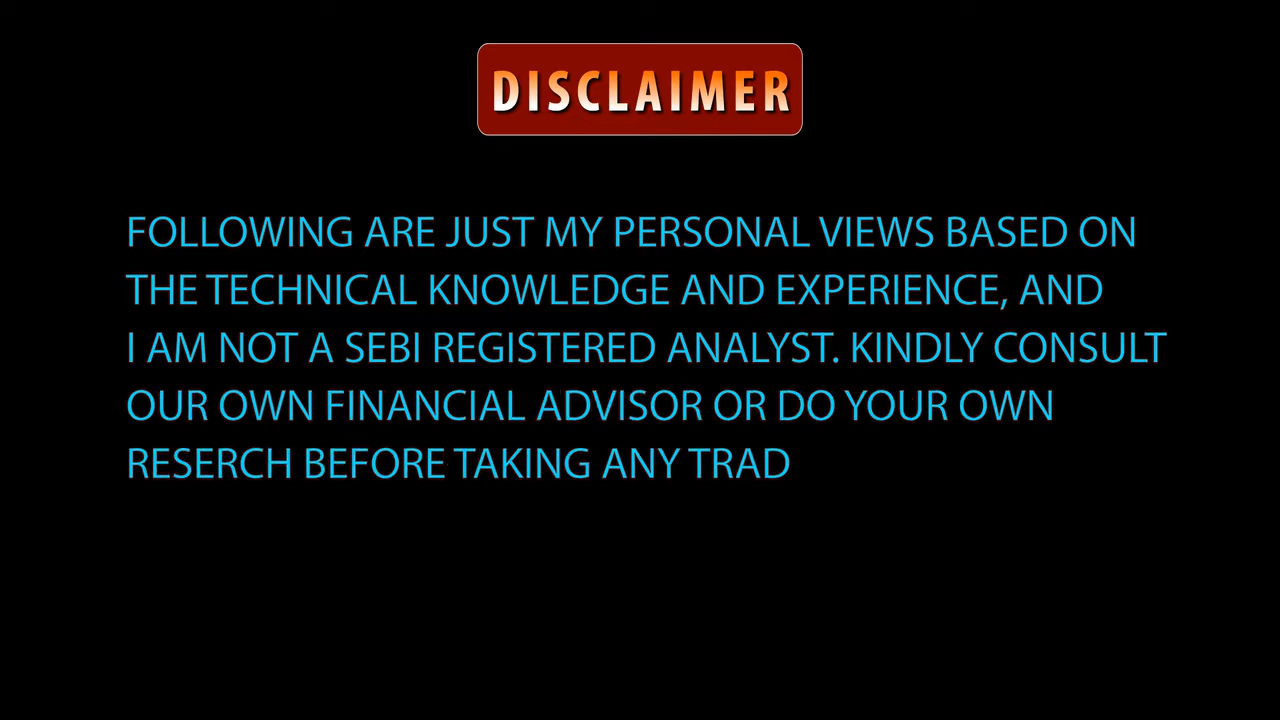 DISCLAIMER
FOLLOWING ARE JUST MY PERSONAL VIEWS BASED ON
THE TECHNICAL KNOWLEDGE AND EXPERIENCE, AND
I AM NOT A SEBI REGISTERED ANALYST. KINDLY CONSULT
OUR OWN FINANCIAL ADVISOR OR DO YOUR OWN
RESERCH BEFORE TAKING ANY TRAD